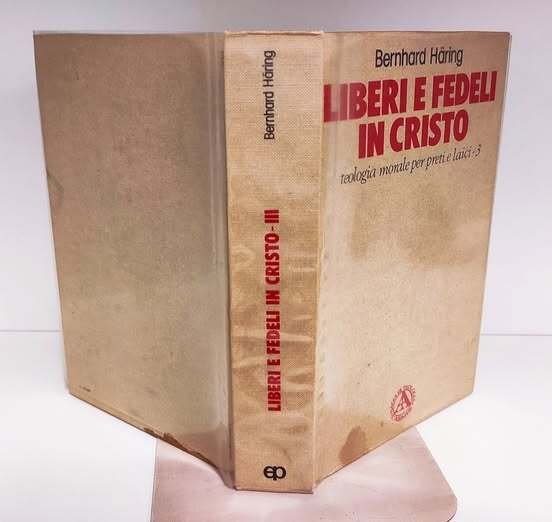 Bernhard Häring
LIBERI E FEDELI IN CRISTO - III
ep
Bernhard Häring
LIBERI E FEDELI
IN CRISTO
teologia morale per preti e laici - 3